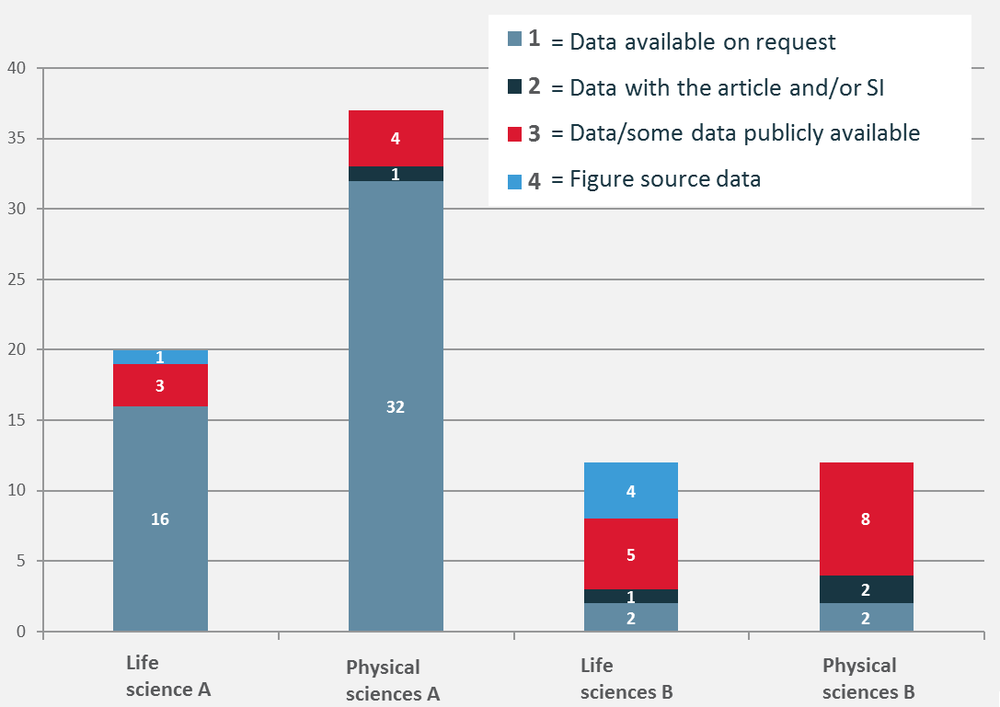 1 = Data available on request
2 = Data with the article and/or SI
3 = Data/some data publicly available
4 = Figure source data
40
35
30
25
20
15
10
5
0
1
3
16
4
1
32
4
5
1
2
8
2
2
Life
science A
Physical
sciences A
Life
sciences B
Physical
sciences B